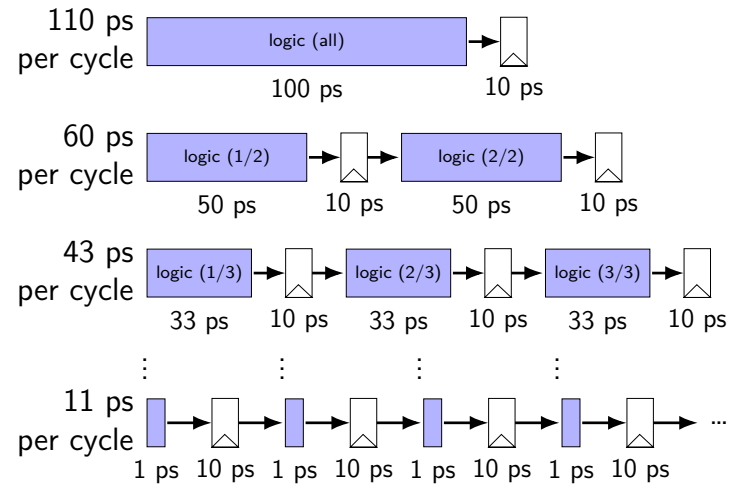 110 ps
per cycle
logic (all)
100 ps
10 ps
60 ps
per cycle
logic (1/2)
logic (2/2)
50 ps
10 ps
50 ps
10 ps
43 ps
per cycle
logic (1/3)
logic (2/3)
logic (3/3)
33 ps
10 ps
33 ps
10 ps
33 ps
10 ps
⋮ ⋮ ⋮ ⋮
11 ps
per cycle
...
1 ps
10 ps
1 ps
10 ps
1 ps
10 ps
1 ps
10 ps